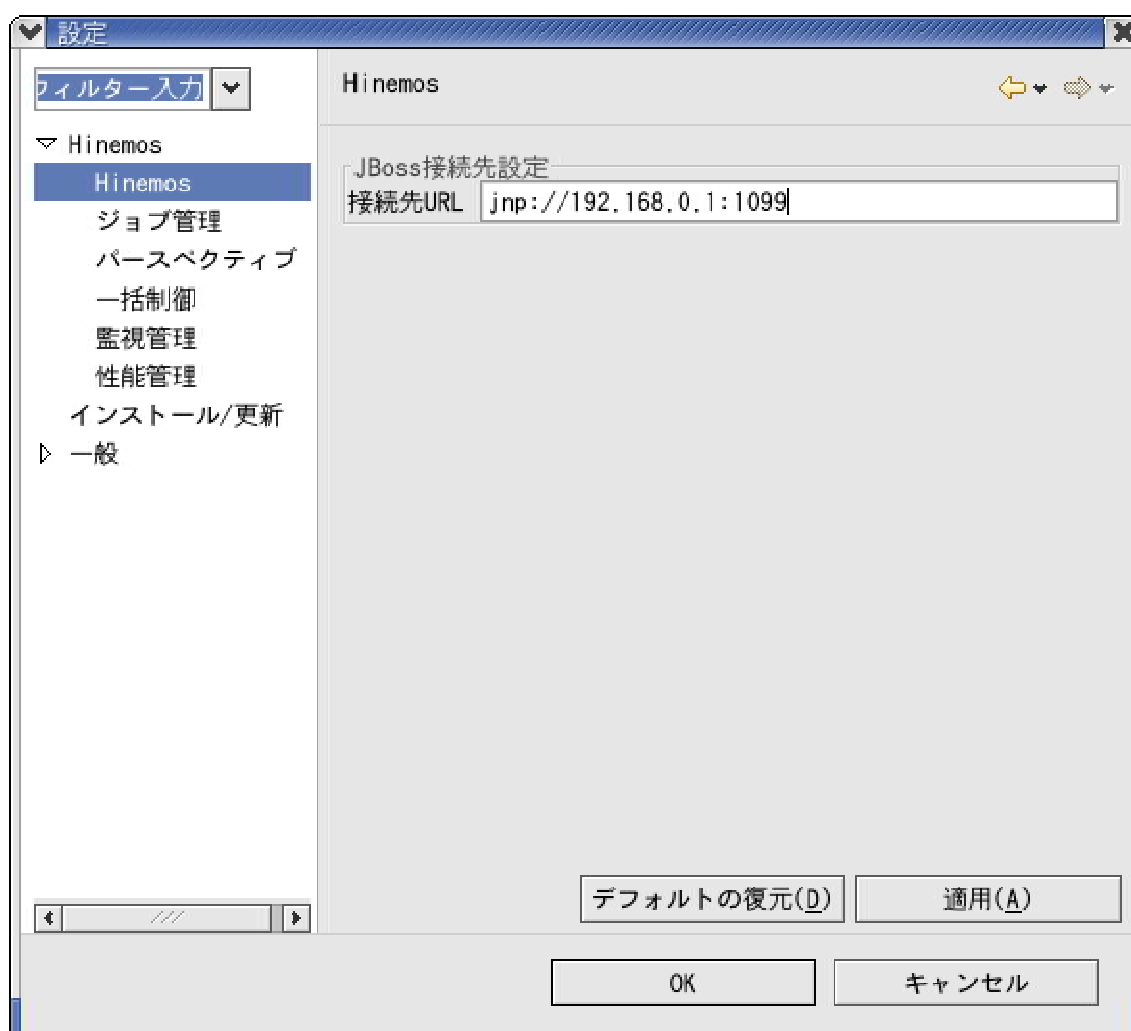 設定
フィルター入力
Hinemos
Hinemos
ジョブ管理
パースペクティブ
一括制御
監視管理
性能管理
インストール/更新
一般
Hinemos
JBoss接続先設定
接続先URL jnp://192.168.0.1:1099
デフォルトの復元(D) 適用(A)
OK キャンセル